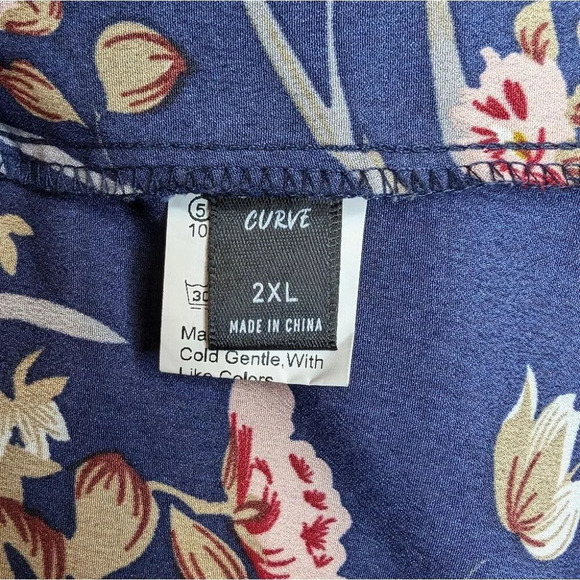 CURVE
2XL
MADE IN CHINA
5
10
30
Ma
Cold Gentle,With
Like Colors